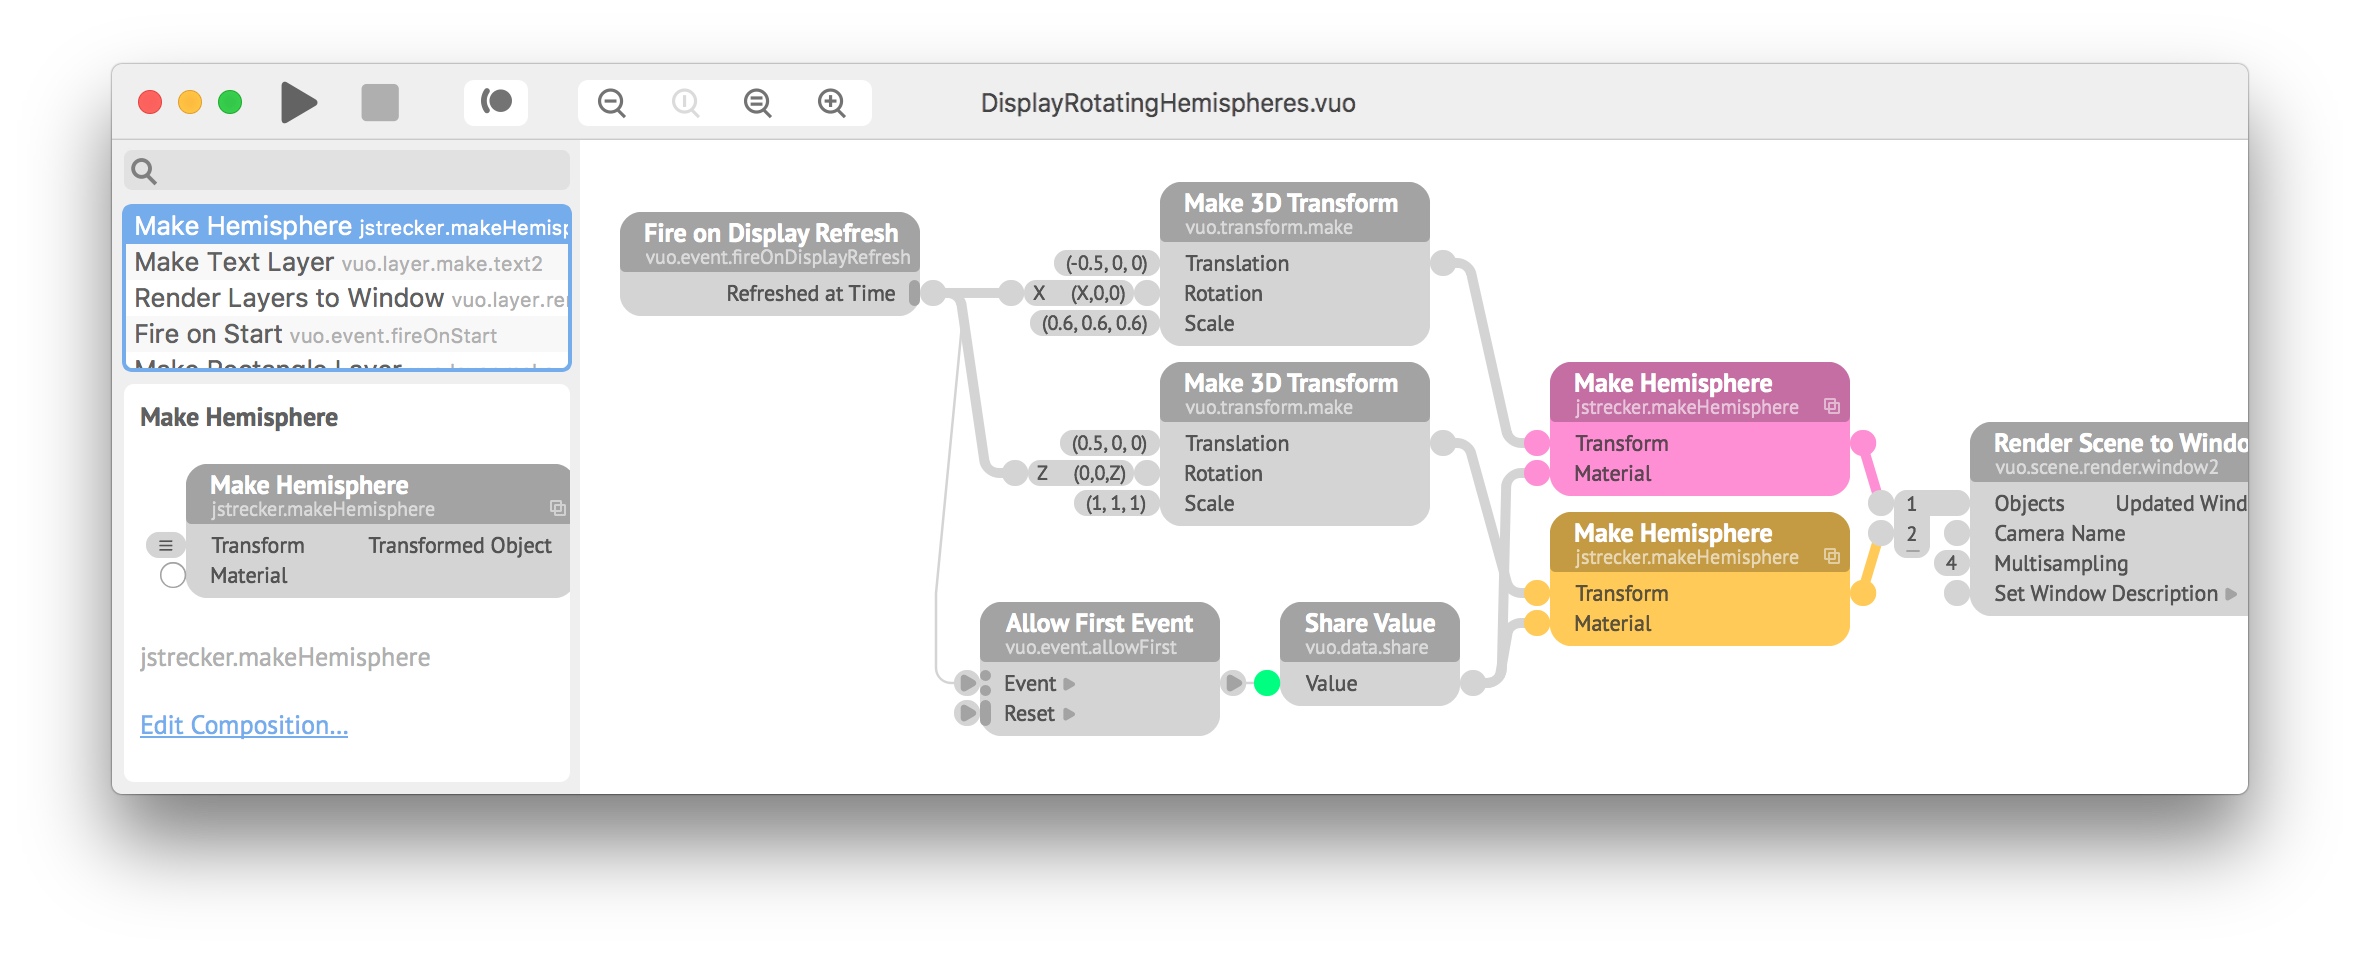 DisplayRotatingHemispheres.vuo
Make Hemisphere jstrecker.makeHemisp
Make Text Layer vuo.layer.make.text2
Render Layers to Window vuo.layer.re
Fire on Start vuo.event.fireOnStart
Make Rectangle Layer
Make Hemisphere
Make Hemisphere
jstrecker.makeHemisphere
Transform Transformed Object
Material
jstrecker.makeHemisphere
Edit Composition...
Fire on Display Refresh
vuo.event.fireOnDisplayRefresh
Refreshed at Time
Make 3D Transform
vuo.transform.make
(-0.5, 0, 0) Translation
X (X,0,0) Rotation
(0.6, 0.6, 0.6) Scale
Make 3D Transform
vuo.transform.make
(0.5, 0, 0) Translation
Z (0,0,Z) Rotation
(1, 1, 1) Scale
Allow First Event
vuo.event.allowFirst
Event
Reset
Share Value
vuo.data.share
Value
Make Hemisphere
jstrecker.makeHemisphere
Transform
Material
Make Hemisphere
jstrecker.makeHemisphere
Transform
Material
Render Scene to Windo
vuo.scene.render.window2
1 Objects Updated Wind
2 Camera Name
4 Multisampling
Set Window Description